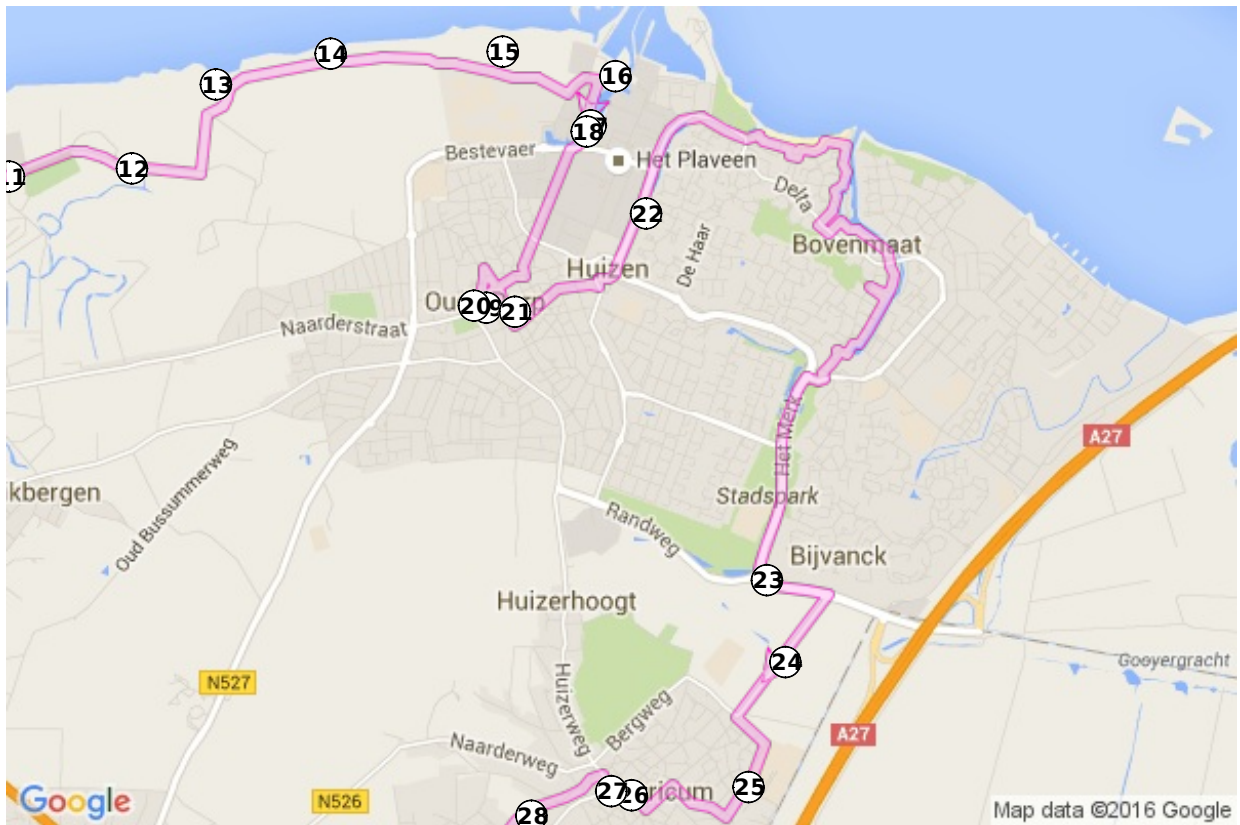 14
15
16
13
18
Bestevaer
Het Plaveen
12
11
Delta
22
De Haar
Bovenmaat
Huizen
20
21
Naarderstraat
Het Merk
A27
Oud Bussummerweg
lkbergen
Stadspark
Randweg
Bijvanck
23
Huizerhoogt
24
Gooyergracht
N527
Huizerweg
Bergweg
A27
Naarderweg
25
27
26
ricum
N526
28
Google
Map data ©2016 Google